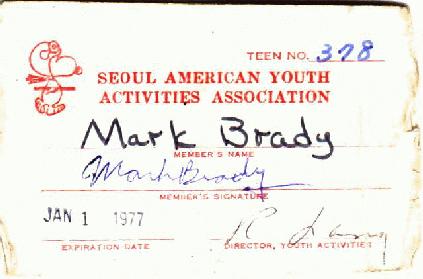 TEEN NO. 378
SEOUL AMERICAN YOUTH
ACTIVITIES ASSOCIATION
Mark Brady
MEMBER'S NAME
Mark Brady
MEMBER'S SIGNATURE
JAN 1 1977
EXPIRATION DATE
DIRECTOR, YOUTH ACTIVITIES